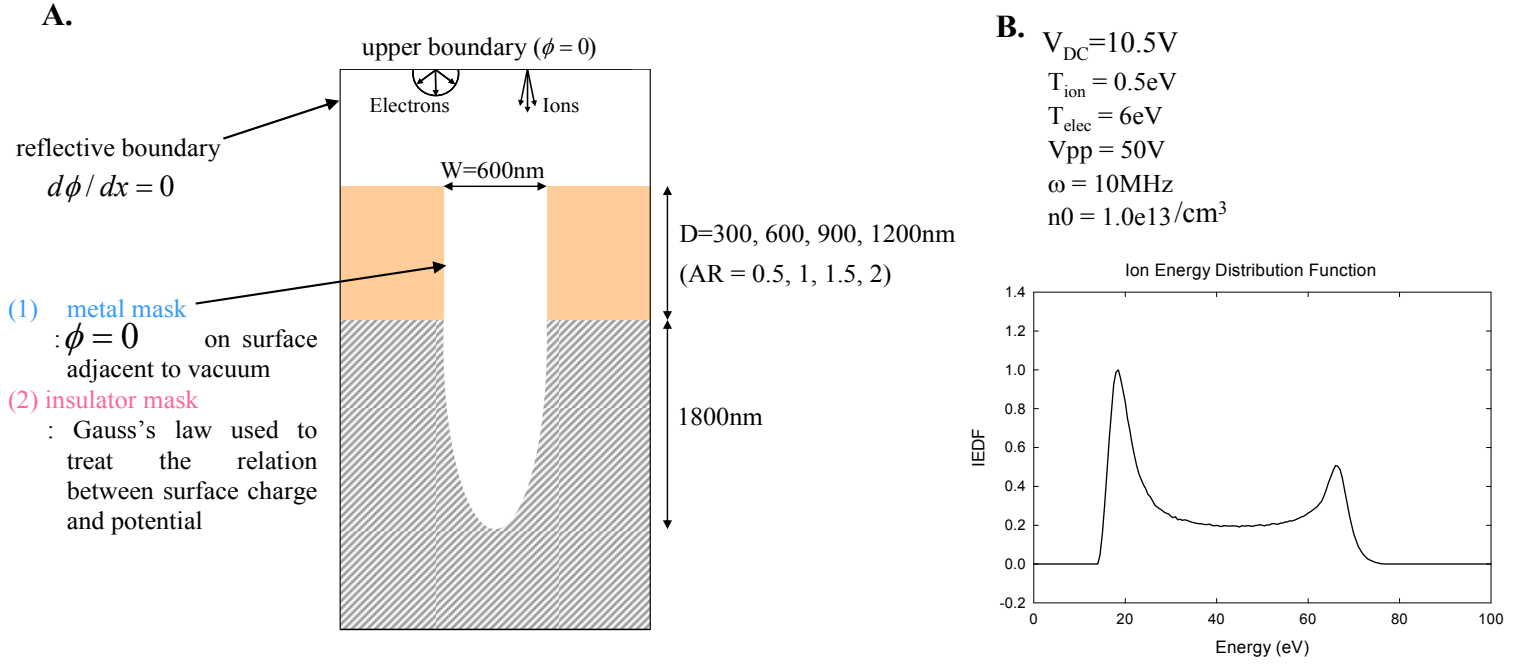 A.
upper boundary (ϕ = 0)
Electrons
Ions
reflective boundary
dϕ/dx = 0
W=600nm
D=300, 600, 900, 1200nm
(AR = 0.5, 1, 1.5, 2)
(1) metal mask
:ϕ = 0 on surface
adjacent to vacuum
(2) insulator mask
: Gauss’s law used to
treat the relation
between surface charge
and potential
1800nm
B.
V_DC=10.5V
T_ion = 0.5eV
T_elec = 6eV
Vpp = 50V
ω = 10MHz
n0 = 1.0e13/cm³
Ion Energy Distribution Function
IEDF
1.4
1.2
1.0
0.8
0.6
0.4
0.2
0.0
-0.2
0 20 40 60 80 100
Energy (eV)